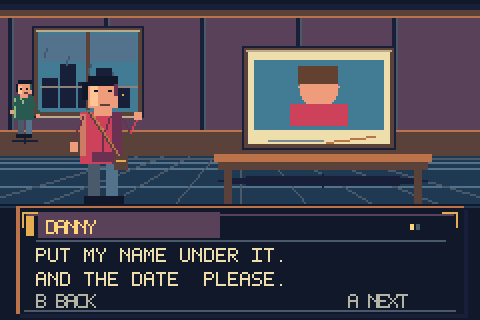 DANNY
PUT MY NAME UNDER IT.
AND THE DATE  PLEASE.
B BACK
A NEXT